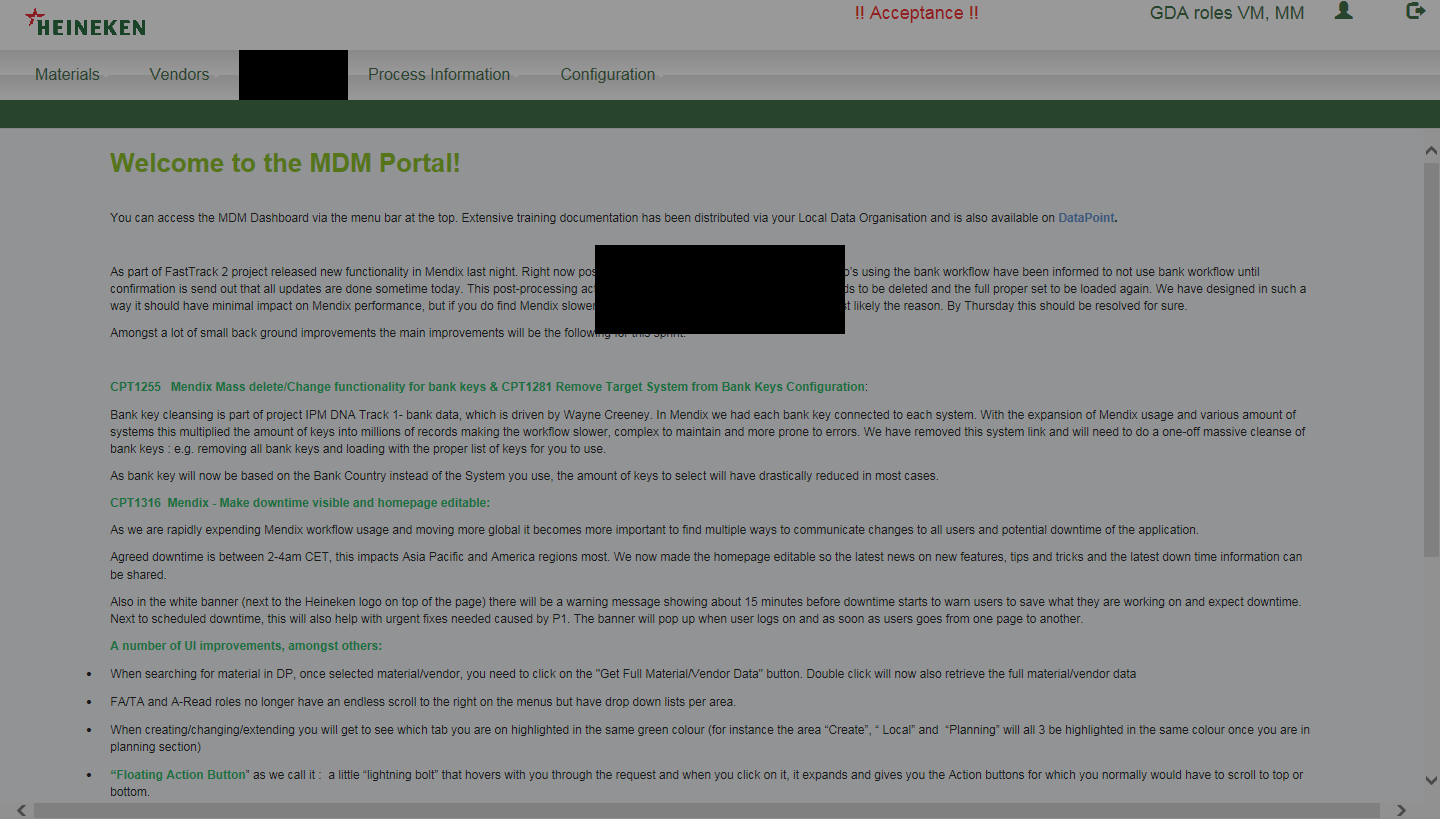 HEINEKEN
!! Acceptance !!
GDA roles VM, MM
Materials
Vendors
Process Information
Configuration
Welcome to the MDM Portal!
You can access the MDM Dashboard via the menu bar at the top. Extensive training documentation has been distributed via your Local Data Organisation and is also available on DataPoint.
As part of FastTrack 2 project released new functionality in Mendix last night. Right now using the bank workflow have been informed to not use bank workflow until
confirmation is send out that all updates are done sometime today. This post-processing to be deleted and the full proper set to be loaded again. We have designed in such a
way it should have minimal impact on Mendix performance, but if you do find Mendix likely the reason. By Thursday this should be resolved for sure.
Amongst a lot of small back ground improvements the main improvements will be the following for this sprint:
CPT1255 Mendix Mass delete/Change functionality for bank keys & CPT1281 Remove Target System from Bank Keys Configuration:
Bank key cleansing is part of project IPM DNA Track 1- bank data, which is driven by Wayne Creeney. In Mendix we had each bank key connected to each system. With the expansion of Mendix usage and various amount of
systems this multiplied the amount of keys into millions of records making the workflow slower, complex to maintain and more prone to errors. We have removed this system link and will need to do a one-off massive cleanse of
bank keys : e.g. removing all bank keys and loading with the proper list of keys for you to use.
As bank key will now be based on the Bank Country instead of the System you use, the amount of keys to select will have drastically reduced in most cases.
CPT1316 Mendix - Make downtime visible and homepage editable:
As we are rapidly expending Mendix workflow usage and moving more global it becomes more important to find multiple ways to communicate changes to all users and potential downtime of the application.
Agreed downtime is between 2-4am CET, this impacts Asia Pacific and America regions most. We now made the homepage editable so the latest news on new features, tips and tricks and the latest down time information can
be shared.
Also in the white banner (next to the Heineken logo on top of the page) there will be a warning message showing about 15 minutes before downtime starts to warn users to save what they are working on and expect downtime.
Next to scheduled downtime, this will also help with urgent fixes needed caused by P1. The banner will pop up when user logs on and as soon as users goes from one page to another.
A number of UI improvements, amongst others:
• When searching for material in DP, once selected material/vendor, you need to click on the "Get Full Material/Vendor Data" button. Double click will now also retrieve the full material/vendor data
• FA/TA and A-Read roles no longer have an endless scroll to the right on the menus but have drop down lists per area.
• When creating/changing/extending you will get to see which tab you are on highlighted in the same green colour (for instance the area “Create”, “ Local” and “Planning” will all 3 be highlighted in the same colour once you are in
planning section)
• “Floating Action Button” as we call it : a little “lightning bolt” that hovers with you through the request and when you click on it, it expands and gives you the Action buttons for which you normally would have to scroll to top or
bottom.